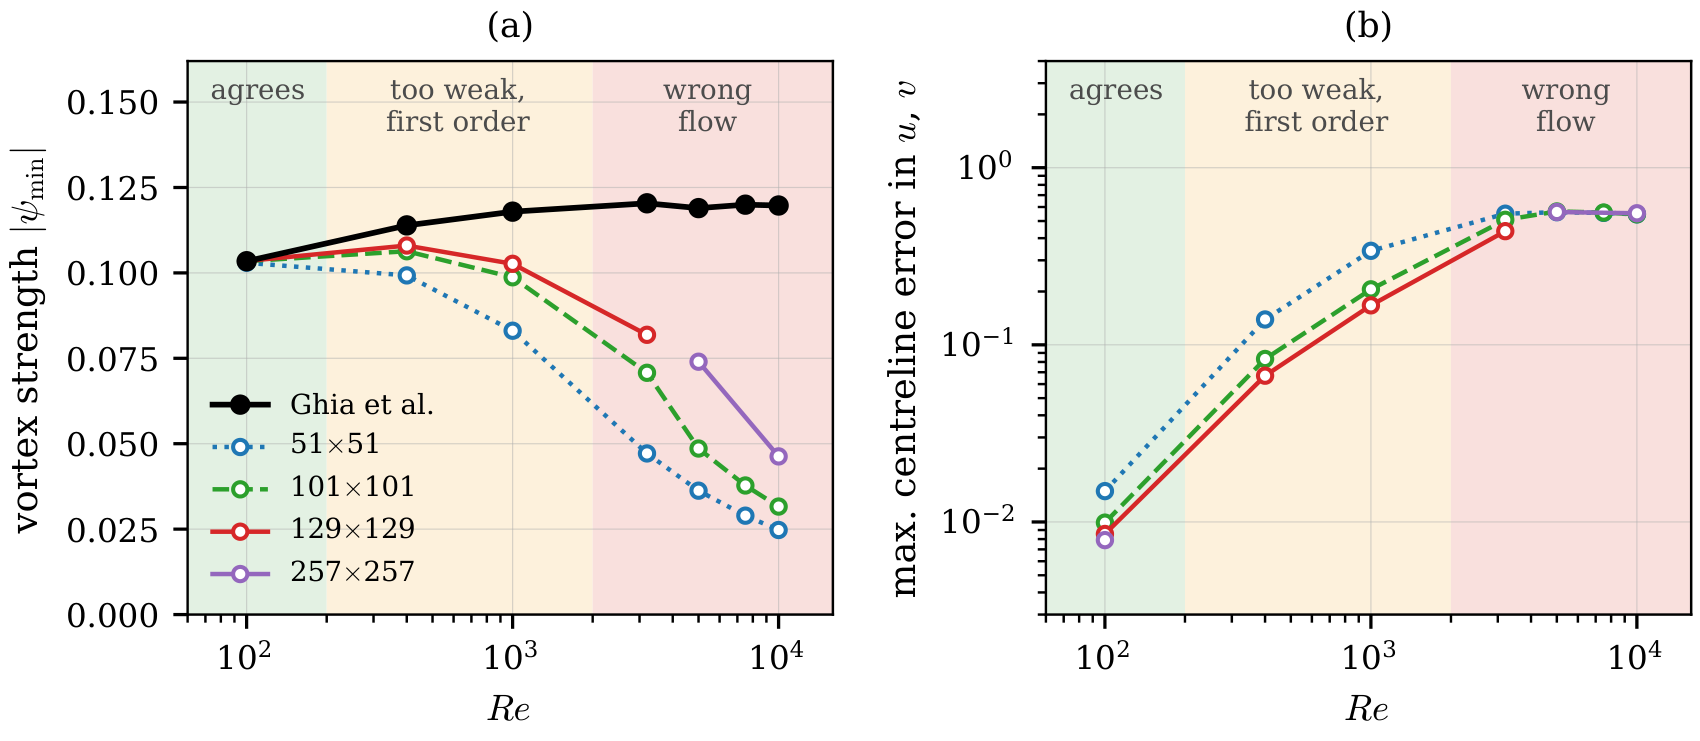 (a)
agrees
too weak,
first order
wrong
flow
vortex strength |ψmin|
0.150
0.125
0.100
0.075
0.050
0.025
0.000
Ghia et al.
51×51
101×101
129×129
257×257
10²
10³
10⁴
Re
(b)
agrees
too weak,
first order
wrong
flow
max. centreline error in u, v
10⁰
10⁻¹
10⁻²
10²
10³
10⁴
Re